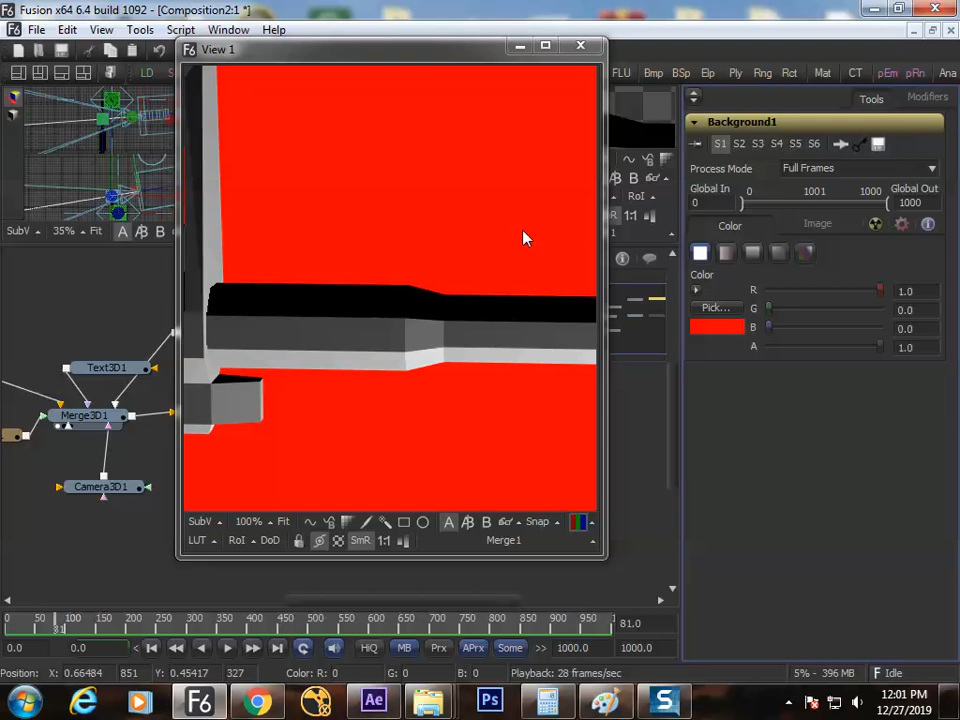 Fusion x64 6.4 build 1092 - [Composition2:1 *]
File Edit View Tools Script Window Help
View 1
LD
FLU Bmp BSp Elp Ply Rng Rct Mat CT pEm pRn Ana
Tools Modifiers
Background1
S1 S2 S3 S4 S5 S6
Process Mode Full Frames
Global In 0 1001 1000 Global Out
0 1000
Color Image
Color
Pick...
R 1.0
G 0.0
B 0.0
A 1.0
SubV 35% Fit A B
B
RoI
1:1
Text3D1
Merge3D1
Camera3D1
SubV 100% Fit A B Snap
LUT RoI DoD SmR 1:1 Merge1
0 50 100 150 200 250 300 350 400 450 500 550 600 650 700 750 800 850 900 950
81 81.0
0.0 0.0 HiQ MB Prx APrx Some >> 1000.0 1000.0
Position: X: 0.66484 851 Y: 0.45417 327 Color: R: 0 G: 0 B: 0 Playback: 28 frames/sec 5% - 396 MB Idle
12:01 PM
12/27/2019